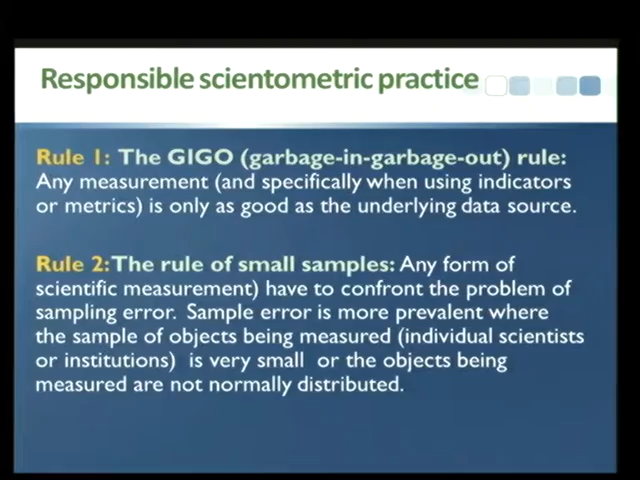 Responsible scientometric practice
Rule 1: The GIGO (garbage-in-garbage-out) rule:
Any measurement (and specifically when using indicators
or metrics) is only as good as the underlying data source.
Rule 2:The rule of small samples: Any form of
scientific measurement) have to confront the problem of
sampling error. Sample error is more prevalent where
the sample of objects being measured (individual scientists
or institutions) is very small or the objects being
measured are not normally distributed.